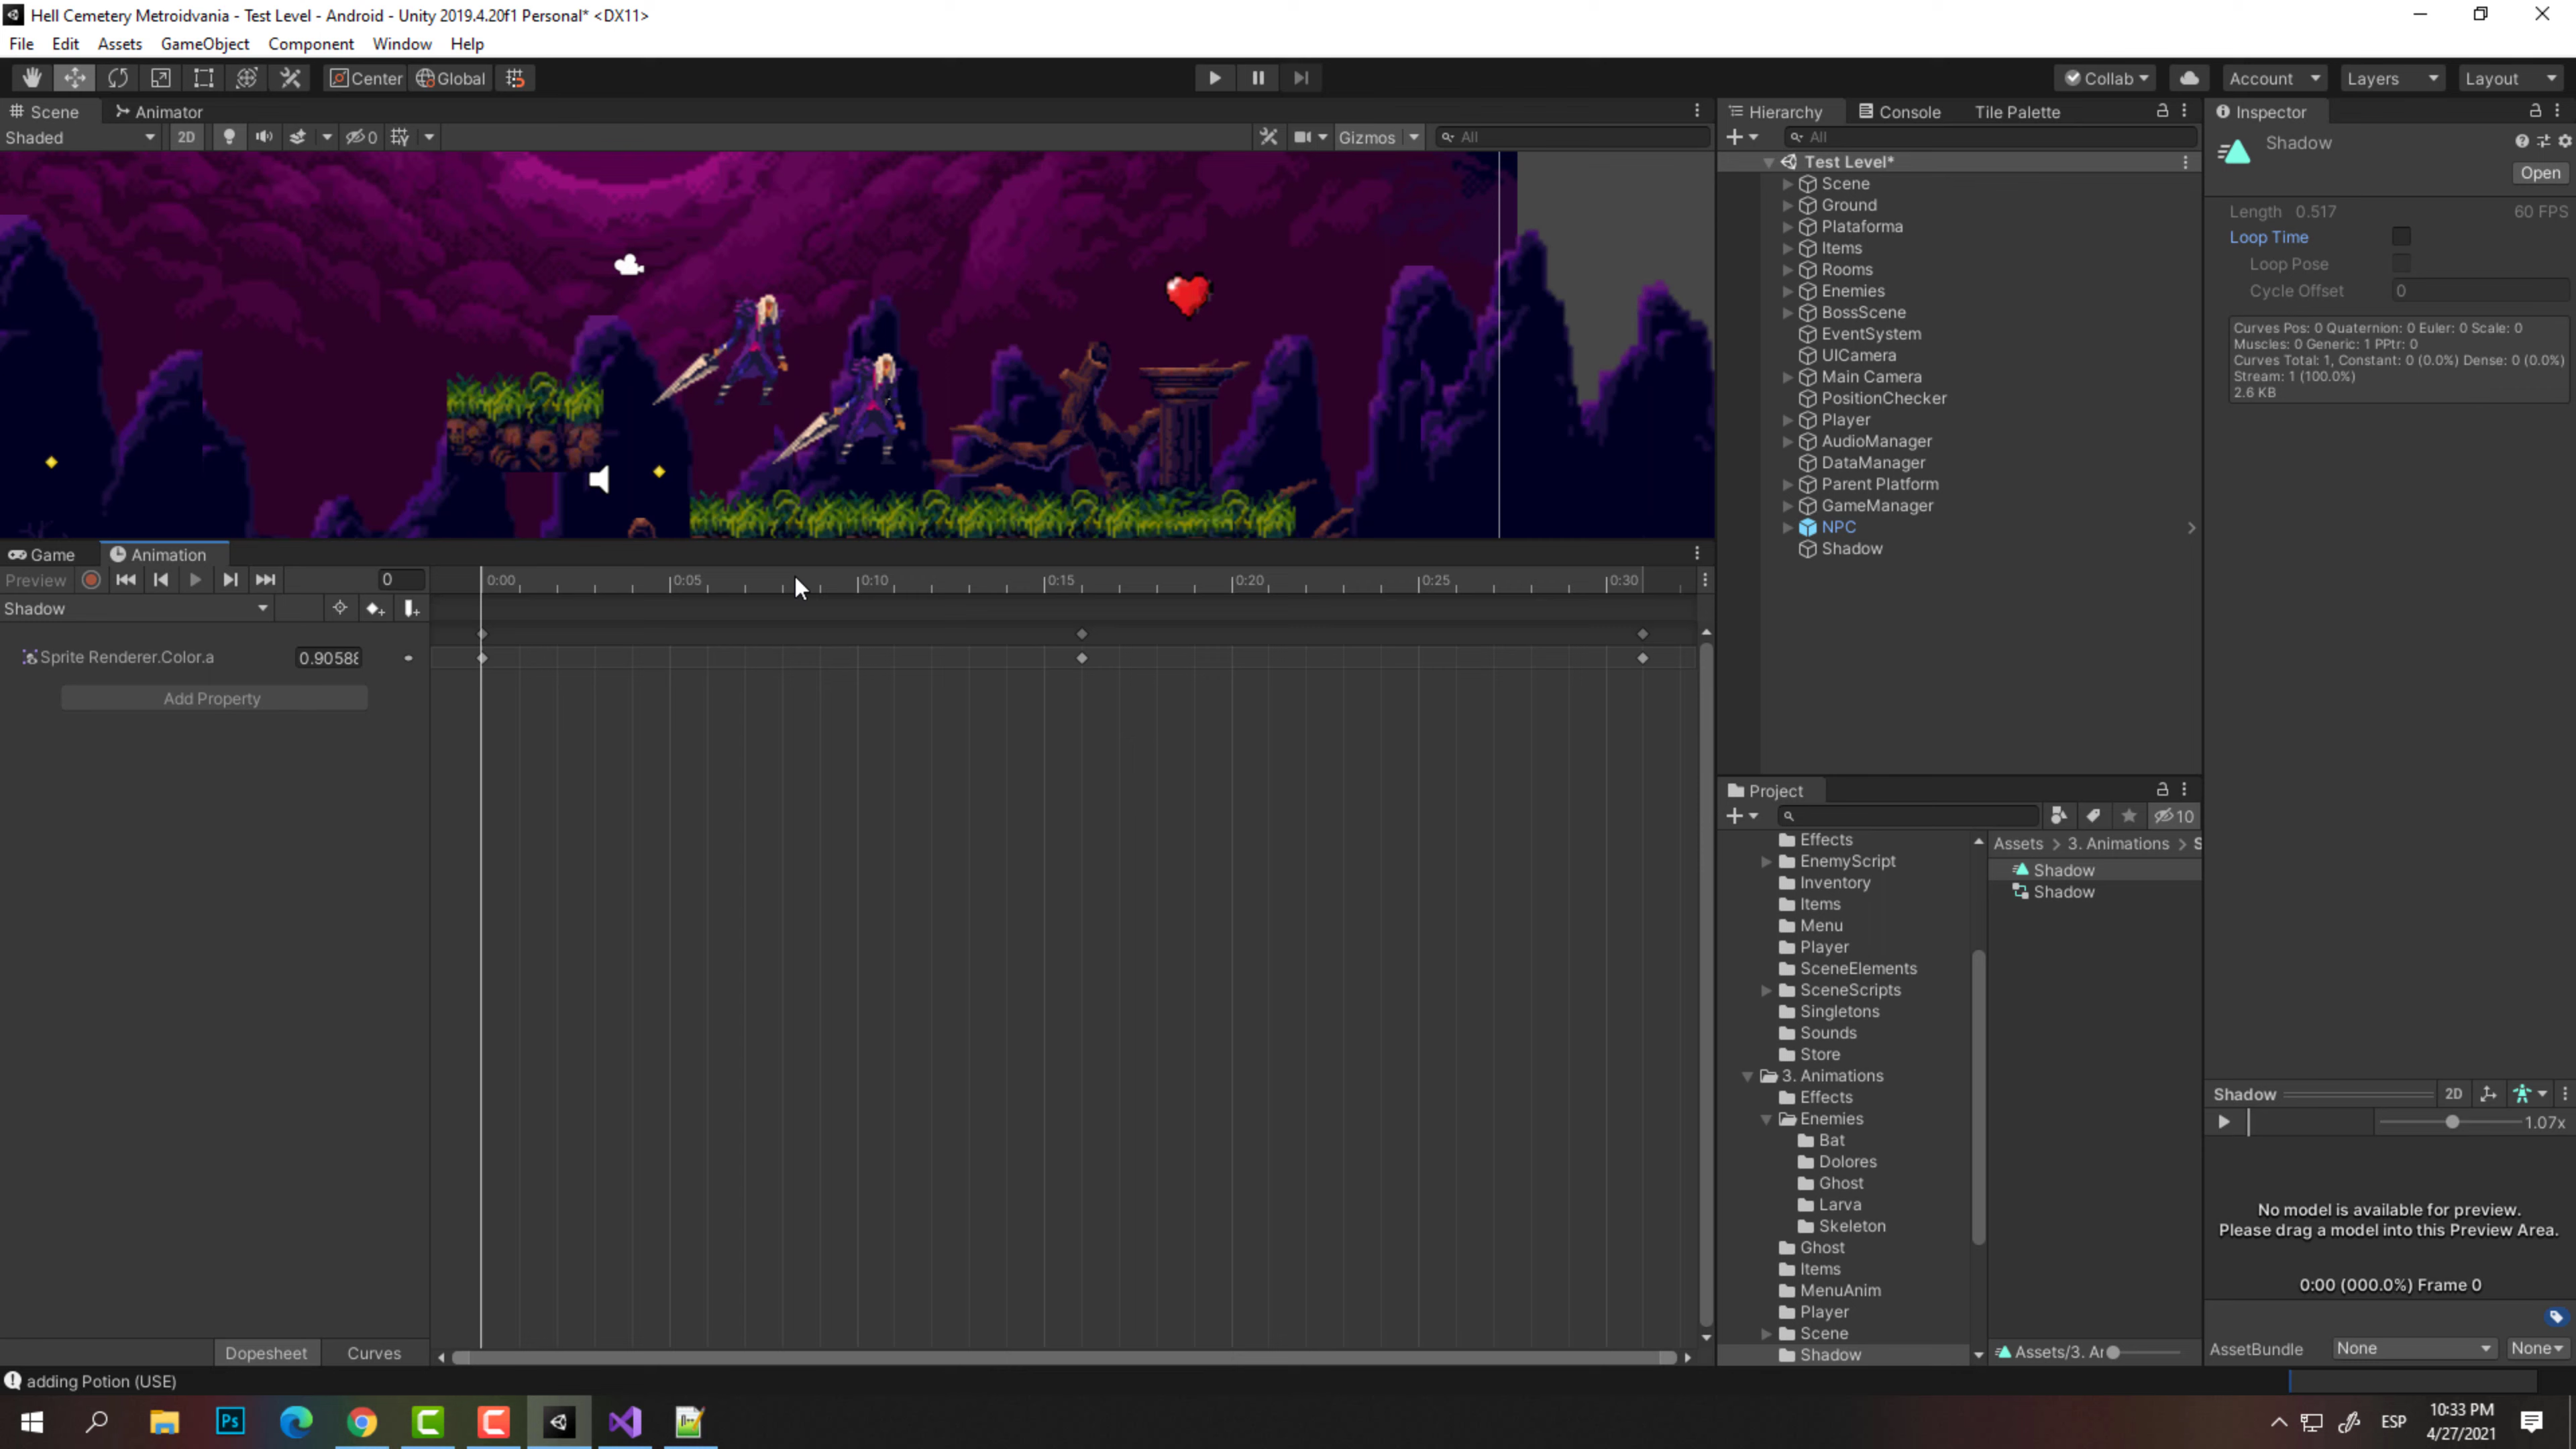 Hell Cemetery Metroidvania - Test Level - Android - Unity 2019.4.20f1 Personal* <DX11>
File Edit Assets GameObject Component Window Help
Center Global Collab Account Layers Layout
Scene Animator
Shaded 2D 0 Gizmos All
Hierarchy Console Tile Palette
All
Test Level*
Scene
Ground
Plataforma
Items
Rooms
Enemies
BossScene
EventSystem
UICamera
Main Camera
PositionChecker
Player
AudioManager
DataManager
Parent Platform
GameManager
NPC
Shadow
Inspector
Shadow
Open
Length 0.517 60 FPS
Loop Time
Loop Pose
Cycle Offset 0
Curves Pos: 0 Quaternion: 0 Euler: 0 Scale: 0
Muscles: 0 Generic: 1 PPtr: 0
Curves Total: 1, Constant: 0 (0.0%) Dense: 0 (0.0%)
Stream: 1 (100.0%)
2.6 KB
Game Animation
Preview 0 0:00 0:05 0:10 0:15 0:20 0:25 0:30
Shadow
Sprite Renderer.Color.a 0.9058
Add Property
Dopesheet Curves
Project
10
Effects
EnemyScript
Inventory
Items
Menu
Player
SceneElements
SceneScripts
Singletons
Sounds
Store
3. Animations
Effects
Enemies
Bat
Dolores
Ghost
Larva
Skeleton
Ghost
Items
MenuAnim
Player
Scene
Shadow
Assets > 3. Animations > S
Shadow
Shadow
Assets/3. Ar
Shadow 2D
1.07x
No model is available for preview.
Please drag a model into this Preview Area.
0:00 (000.0%) Frame 0
AssetBundle None None
adding Potion (USE)
Ps
ESP
10:33 PM
4/27/2021